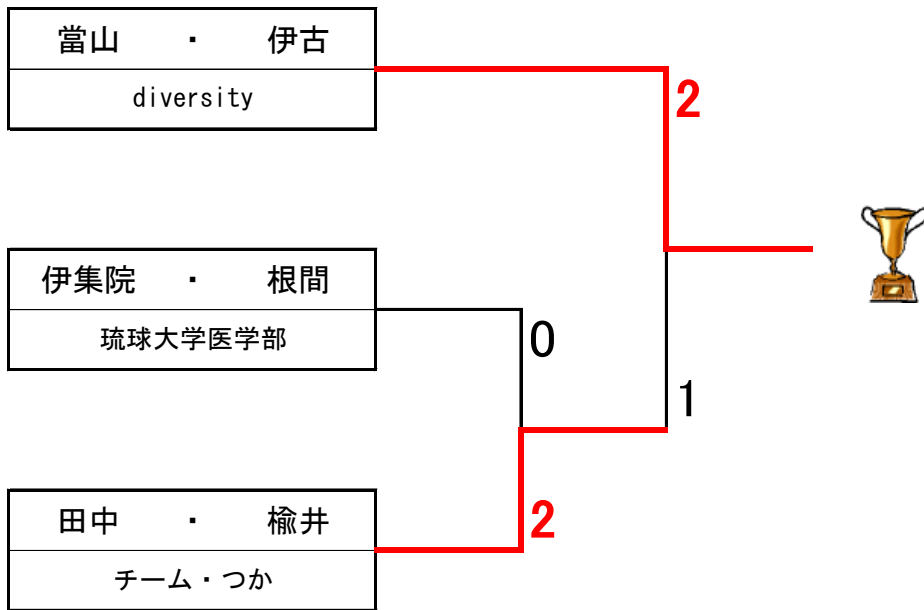 當山 ・ 伊古
diversity
2
伊集院 ・ 根間
琉球大学医学部
0
1
田中 ・ 楡井
2
チーム・つか